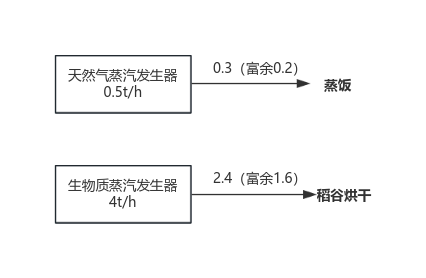 天然气蒸汽发生器
0.5t/h
0.3（富余0.2）
蒸饭
生物质蒸汽发生器
4t/h
2.4（富余1.6）
稻谷烘干